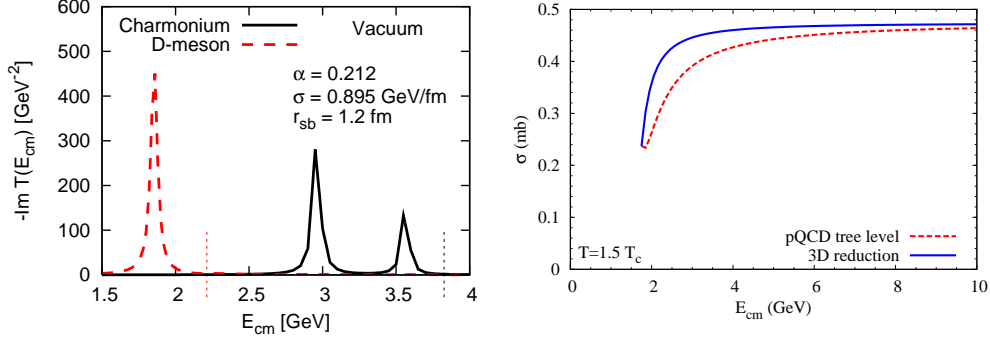 Charmonium
D-meson
Vacuum
α = 0.212
σ = 0.895 GeV/fm
r_sb = 1.2 fm
-Im T(E_cm) [GeV^-2]
600
500
400
300
200
100
0
1.5 2 2.5 3 3.5 4
E_cm [GeV]
σ (mb)
0.5
0.4
0.3
0.2
0.1
0
T=1.5 T_c
pQCD tree level
3D reduction
0 2 4 6 8 10
E_cm (GeV)